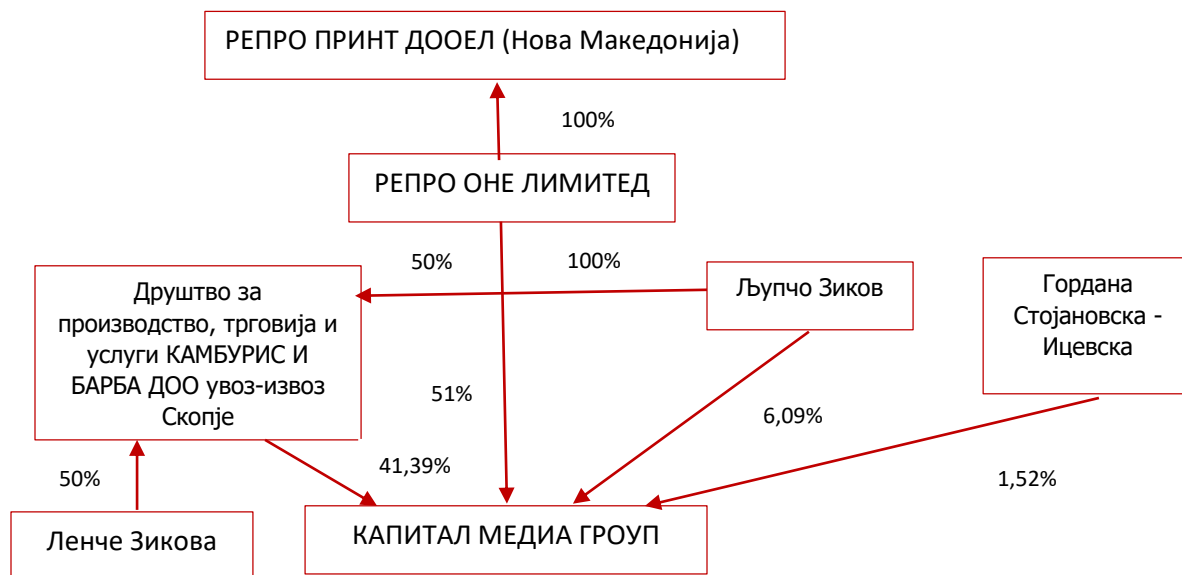 РЕПРО ПРИНТ ДООЕЛ (Нова Македонија)
100%
РЕПРО ОНЕ ЛИМИТЕД
50%
100%
Друштво за
производство, трговија и
услуги КАМБУРИС И
БАРБА ДОО увоз-извоз
Скопје
Љупчо Зиков
Гордана
Стојановска -
Ицевска
51%
6,09%
41,39%
50%
1,52%
Ленче Зикова
КАПИТАЛ МЕДИА ГРОУП